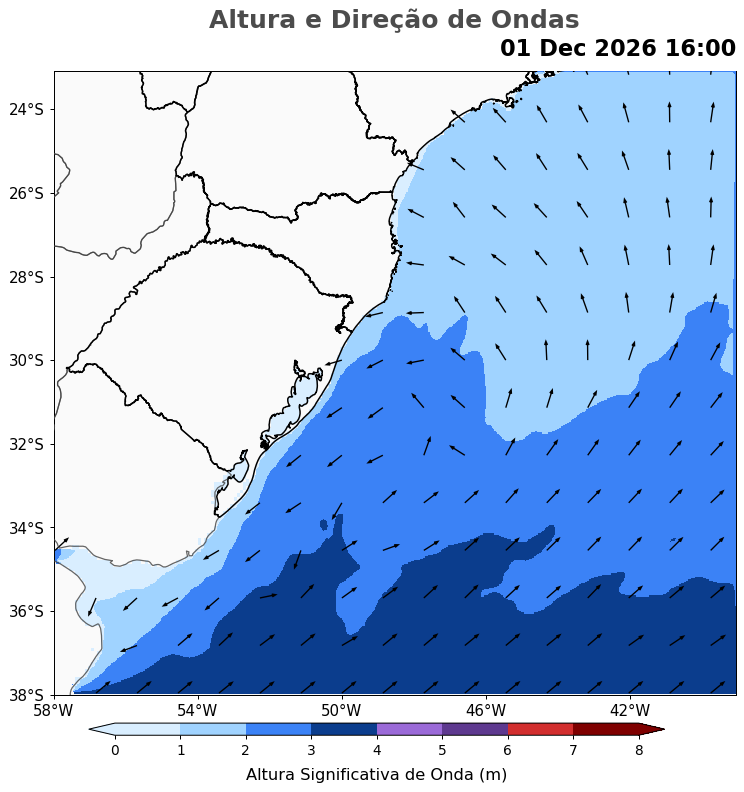 Altura e Direção de Ondas
01 Dec 2026 16:00
24°S
26°S
28°S
30°S
32°S
34°S
36°S
38°S
58°W 54°W 50°W 46°W 42°W
0 1 2 3 4 5 6 7 8
Altura Significativa de Onda (m)